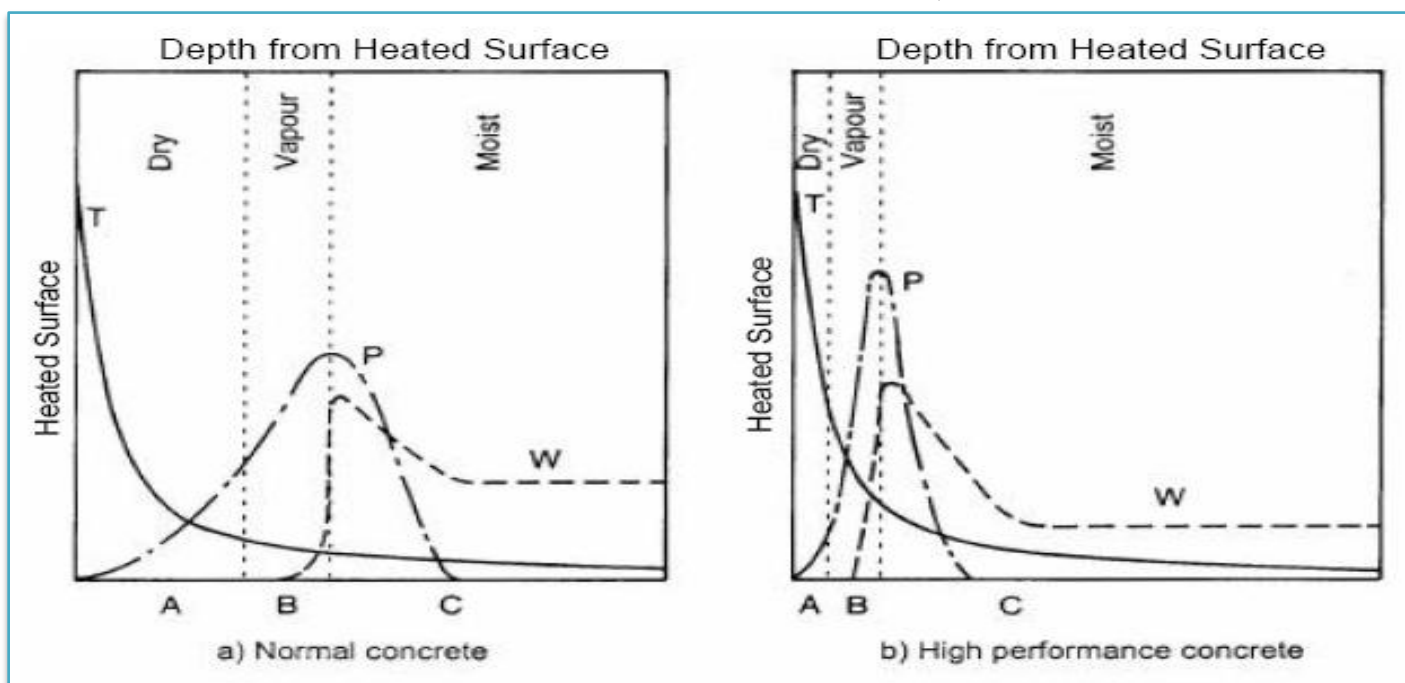 Depth from Heated Surface
Dry
Vapour
Moist
T
P
W
Heated Surface
A B C
a) Normal concrete
Depth from Heated Surface
Dry
Vapour
Moist
T
P
W
Heated Surface
A B C
b) High performance concrete